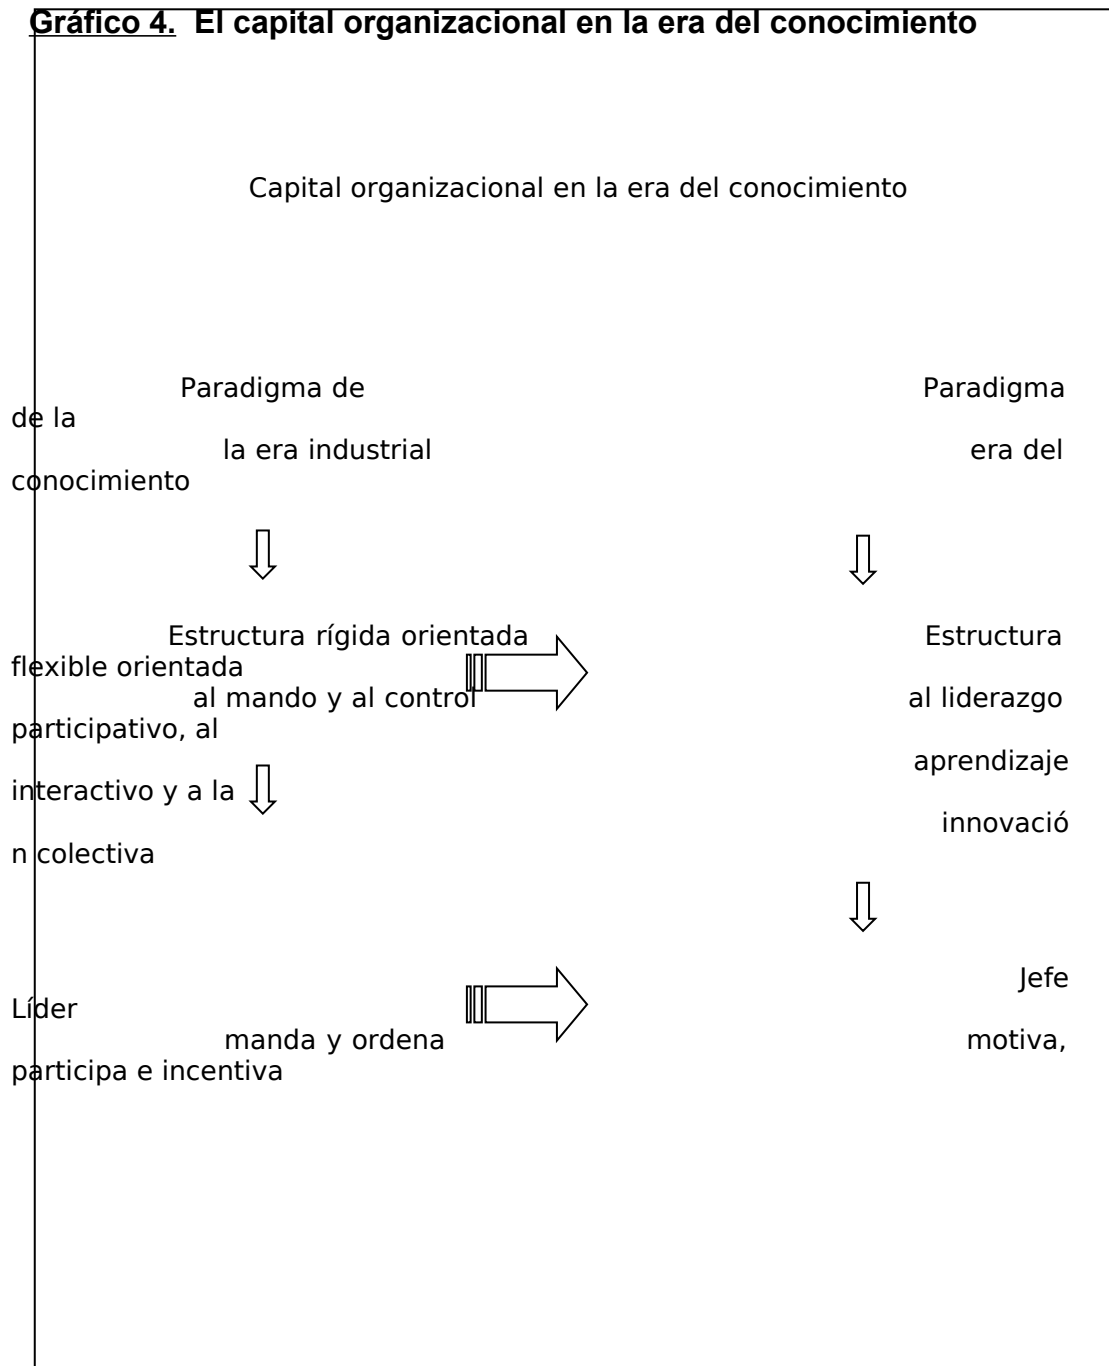 Gráfico 4. El capital organizacional en la era del conocimiento
Capital organizacional en la era del conocimiento
Paradigma de Paradigma
de la
la era industrial era del
conocimiento
Estructura rígida orientada Estructura
flexible orientada
al mando y al control al liderazgo
participativo, al
aprendizaje
interactivo y a la
innovació
n colectiva
Jefe
Líder
manda y ordena motiva,
participa e incentiva